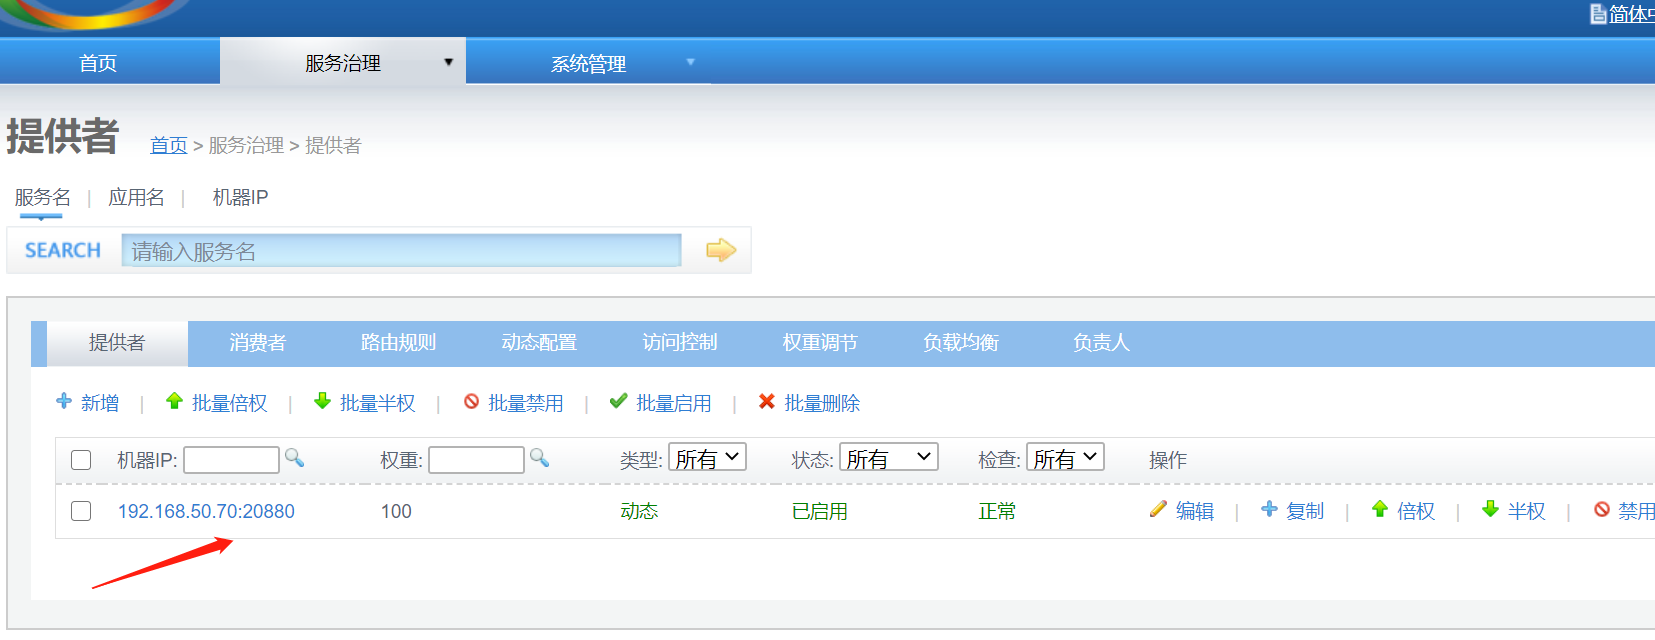 简体中
首页 服务治理 ▼ 系统管理 ▼
提供者 首页 > 服务治理 > 提供者
服务名 | 应用名 | 机器IP
SEARCH 请输入服务名
提供者 消费者 路由规则 动态配置 访问控制 权重调节 负载均衡 负责人
新增 | 批量倍权 | 批量半权 | 批量禁用 | 批量启用 | 批量删除
机器IP: 权重: 类型: 所有 状态: 所有 检查: 所有 操作
192.168.50.70:20880 100 动态 已启用 正常 编辑 | 复制 | 倍权 | 半权 | 禁用